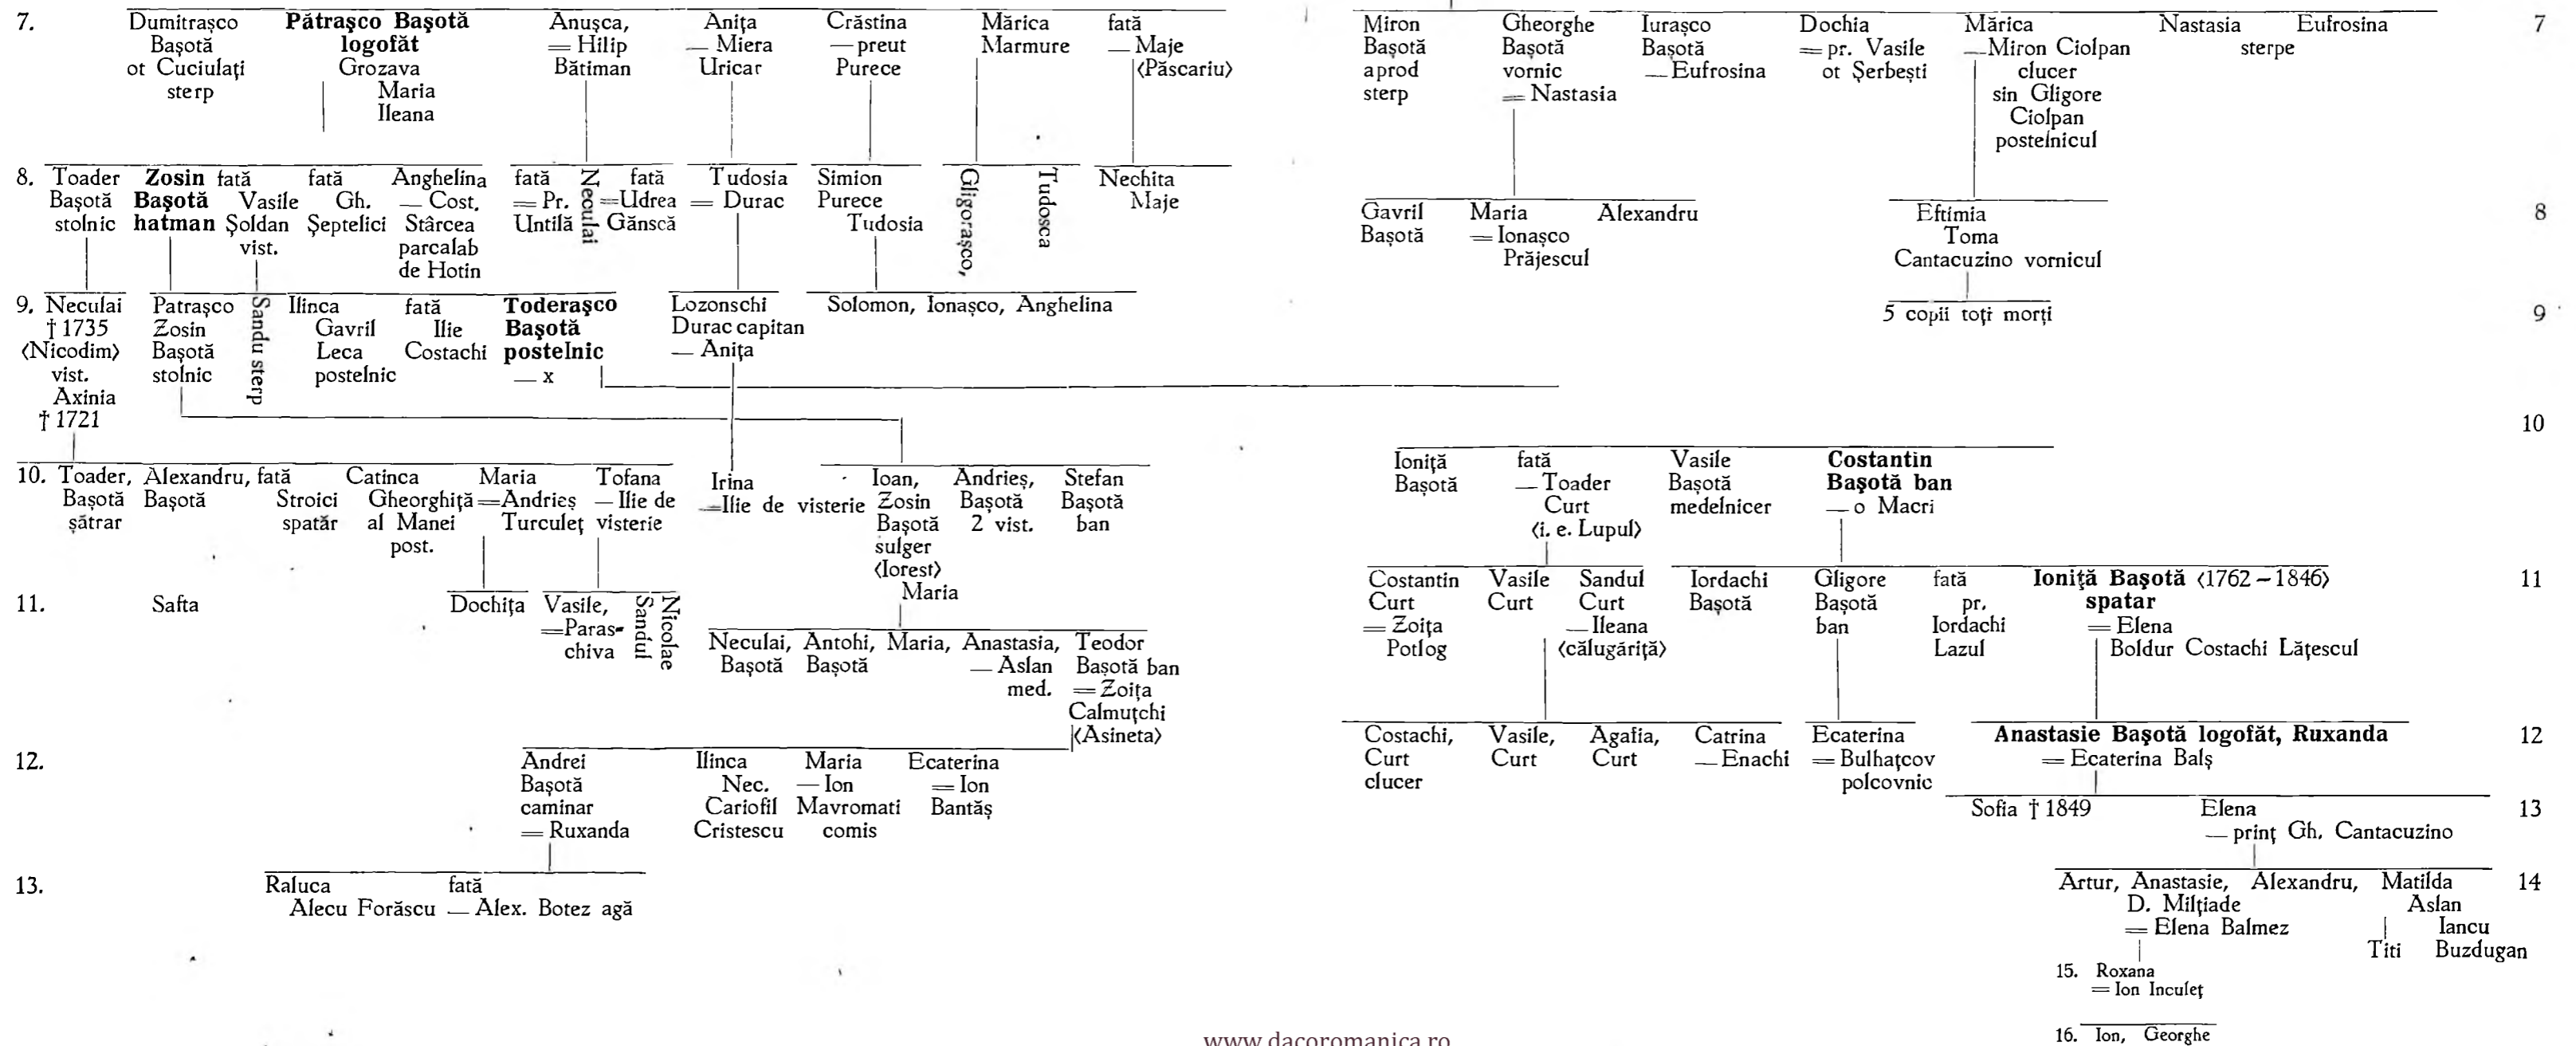 7. Dumitrașco Pătrașco Bașotă Anușca, Anița Crăstina Mărica fată Miron Gheorghe Iurașco Dochia Mărica Nastasia Eufrosina 7
Bașotă logofăt = Hilip — Miera — preut Marmure — Maje Bașotă Bașotă Bașotă = pr. Vasile — Miron Ciolpan sterpe
ot Cuciulați Grozava Bătiman Uricar Purece ⟨Păscariu⟩ aprod vornic — Eufrosina ot Șerbești clucer
sterp Maria sterp = Nastasia sin Gligore
Ileana Ciolpan
postelnicul
8. Toader Zosin fată fată Anghelina fată Neculai fată Tudosia Simion Gligorașco, Tudosca Nechita
Bașotă Bașotă Vasile Gh. — Cost. = Pr. =Udrea = Durac Purece Maje
stolnic hatman Șoldan Șeptelici Stârcea Untilă Gănscă Tudosia
vist. parcalab
de Hotin
Gavril Maria Alexandru Eftimia 8
Bașotă = Ionașco Toma
Prăjescul Cantacuzino vornicul
9. Neculai Patrașco Sandu sterp Ilinca fată Toderașco Lozonschi Solomon, Ionașco, Anghelina 5 copii toți morți 9
† 1735 Zosin Gavril Ilie Bașotă Durac capitan
⟨Nicodim⟩ Bașotă Leca Costachi postelnic — Anița
vist. stolnic postelnic — x
Axinia
† 1721
10
10. Toader, Alexandru, fată Catinca Maria Tofana Irina Ioan, Andrieș, Stefan
Bașotă Bașotă Stroici Gheorghiță =Andrieș — Ilie de =Ilie de visterie Zosin Bașotă Bașotă
șătrar spatăr al Manei Turculeț visterie Bașotă 2 vist. ban
post. sulger
⟨Iorest⟩
Maria
Ioniță fată Vasile Costantin
Bașotă — Toader Bașotă Bașotă ban
Curt medelnicer — o Macri
⟨i. e. Lupul⟩
Costantin Vasile Sandul Iordachi Gligore fată Ioniță Bașotă ⟨1762 – 1846⟩ 11
Curt Curt Curt Bașotă Bașotă pr. spatar
= Zoița — Ileana ban Iordachi = Elena
Potlog ⟨călugăriță⟩ Lazul Boldur Costachi Lățescul
11. Safta Dochița Vasile, Sandul Nicolae
=Paras-
chiva
Neculai, Antohi, Maria, Anastasia, Teodor
Bașotă Bașotă — Aslan Bașotă ban
med. = Zoița
Calmuțchi
⟨Asineta⟩
Costachi, Vasile, Agafia, Catrina Ecaterina Anastasie Bașotă logofăt, Ruxanda 12
Curt Curt Curt — Enachi = Bulhațcov = Ecaterina Balș
clucer polcovnic
12. Andrei Ilinca Maria Ecaterina
Bașotă Nec. — Ion = Ion
caminar Cariofil Mavromati Bantăș
= Ruxanda Cristescu comis
Sofia † 1849 Elena 13
— prinț Gh. Cantacuzino
13. Raluca fată
Alecu Forăscu — Alex. Botez agă
Artur, Anastasie, Alexandru, Matilda 14
D. Milțiade Aslan
= Elena Balmez Iancu
Titi Buzdugan
15. Roxana
= Ion Inculeț
16. Ion, Georghe
www.dacoromanica.ro